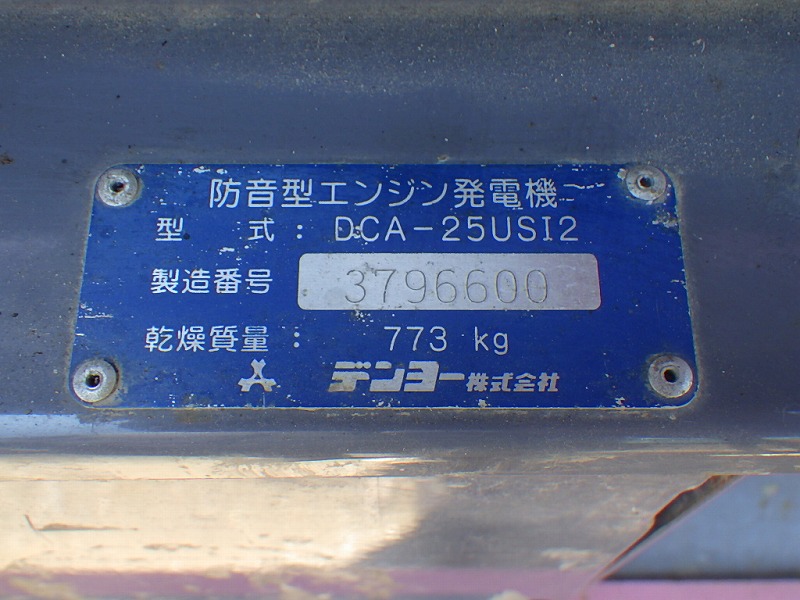 防音型エンジン発電機
型 式 : DCA-25USI2
製造番号 3796600
乾燥質量 : 773 kg
デンヨー株式会社